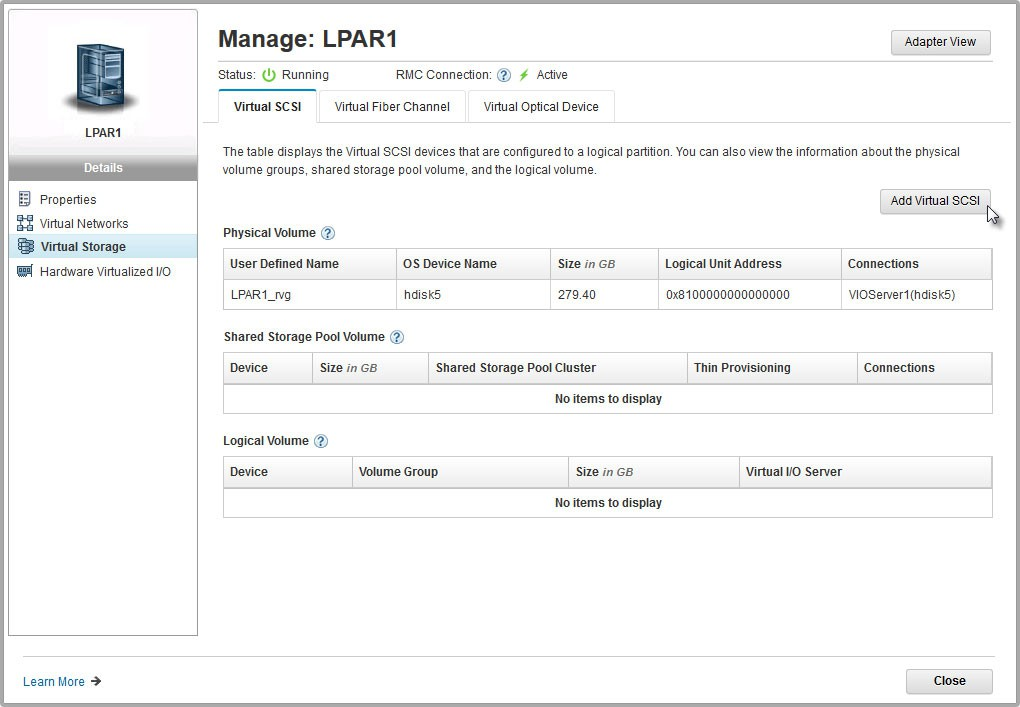 LPAR1
Details
Properties
Virtual Networks
Virtual Storage
Hardware Virtualized I/O
Manage: LPAR1
Adapter View
Status: Running RMC Connection: ? Active
Virtual SCSI Virtual Fiber Channel Virtual Optical Device
The table displays the Virtual SCSI devices that are configured to a logical partition. You can also view the information about the physical
volume groups, shared storage pool volume, and the logical volume.
Add Virtual SCSI
Physical Volume ?
User Defined Name OS Device Name Size in GB Logical Unit Address Connections
LPAR1_rvg hdisk5 279.40 0x8100000000000000 VIOServer1(hdisk5)
Shared Storage Pool Volume ?
Device Size in GB Shared Storage Pool Cluster Thin Provisioning Connections
No items to display
Logical Volume ?
Device Volume Group Size in GB Virtual I/O Server
No items to display
Learn More
Close